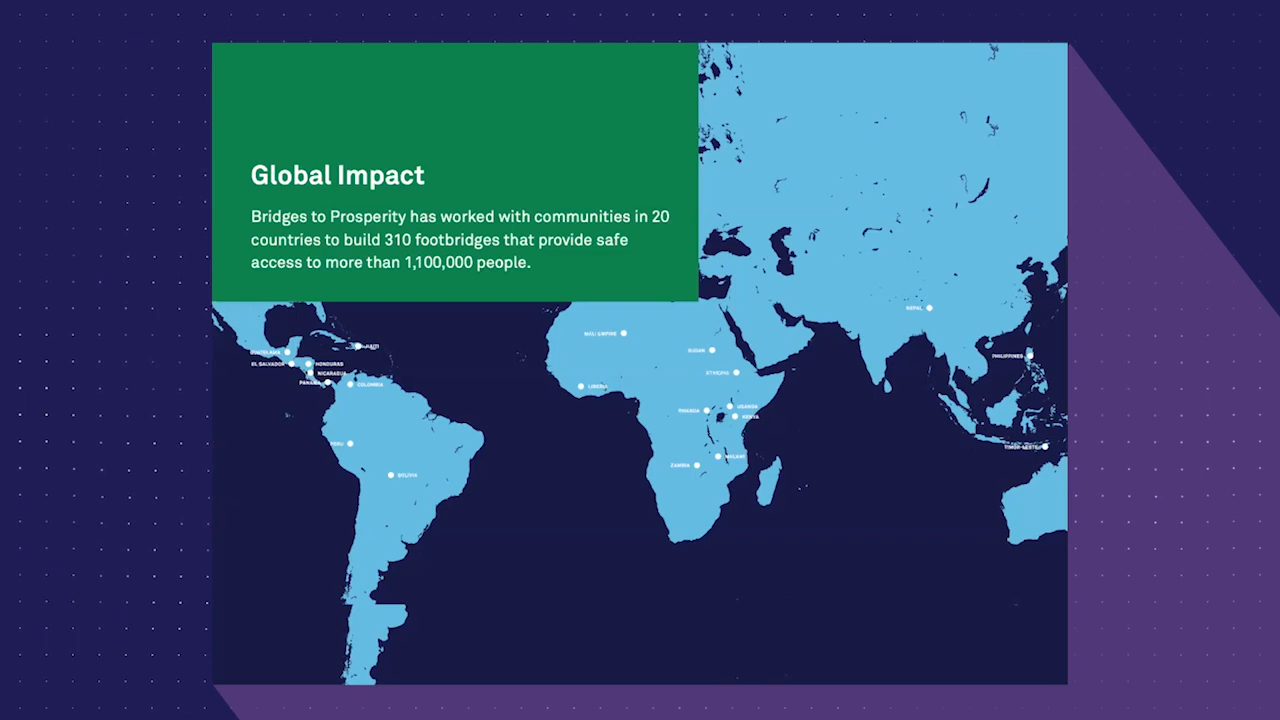 Global Impact
Bridges to Prosperity has worked with communities in 20
countries to build 310 footbridges that provide safe
access to more than 1,100,000 people.
NEPAL
SUDAN
HAITI
GUATEMALA
PHILIPPINES
EL SALVADOR
HONDURAS
NICARAGUA
ETHIOPIA
PANAMA
COLOMBIA
LIBERIA
UGANDA
RWANDA
KENYA
PERU
TIMOR-LESTE
MALAWI
ZAMBIA
BOLIVIA